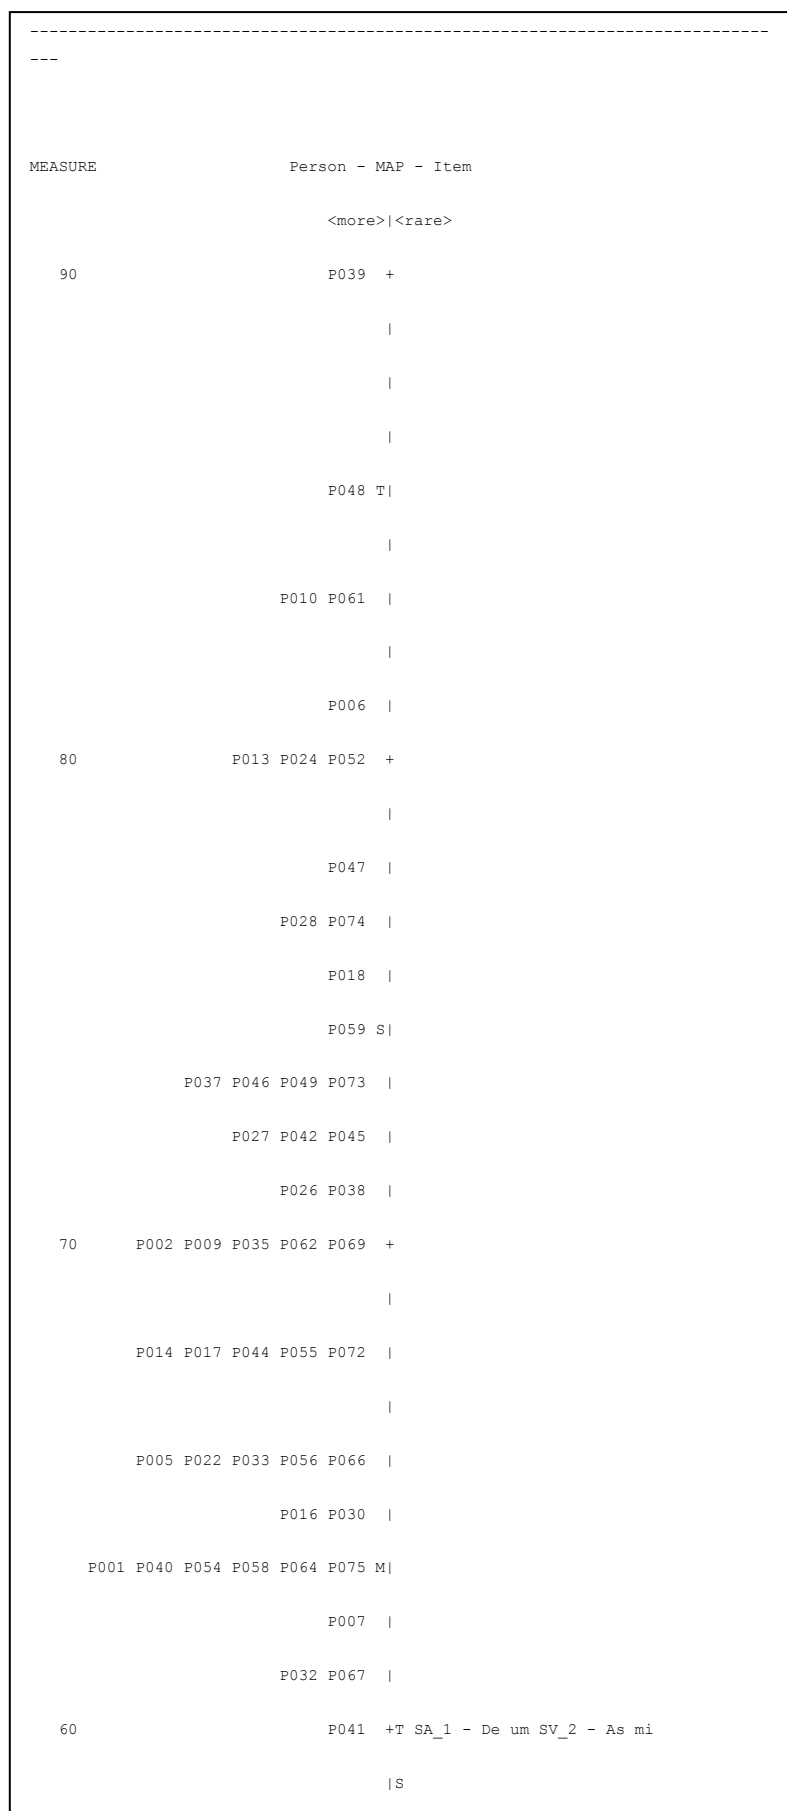 ----------------------------------------------------------------------------
---
MEASURE                    Person - MAP - Item
                               <more>|<rare>
   90                          P039  +
                                     |
                                     |
                                     |
                               P048 T|
                                     |
                          P010 P061  |
                                     |
                               P006  |
   80                P013 P024 P052  +
                                     |
                               P047  |
                          P028 P074  |
                               P018  |
                               P059 S|
                P037 P046 P049 P073  |
                     P027 P042 P045  |
                          P026 P038  |
   70      P002 P009 P035 P062 P069  +
                                     |
           P014 P017 P044 P055 P072  |
                                     |
           P005 P022 P033 P056 P066  |
                          P016 P030  |
      P001 P040 P054 P058 P064 P075 M|
                               P007  |
                          P032 P067  |
   60                          P041  +T SA_1 - De um SV_2 - As mi
                                     |S